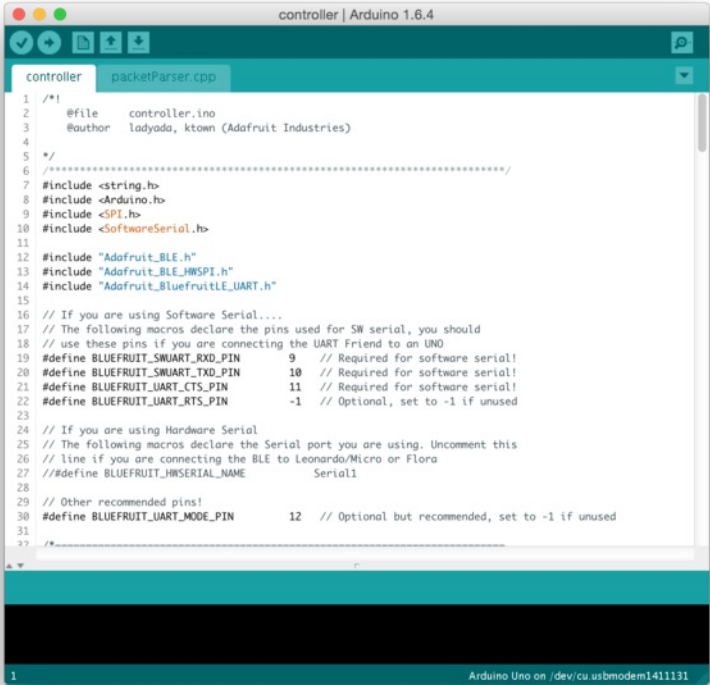 controller | Arduino 1.6.4
controller packetParser.cpp
1 /*!
2 @file controller.ino
3 @author ladyada, ktown (Adafruit Industries)
4
5 */
6 /**************************************************************************/
7 #include <string.h>
8 #include <Arduino.h>
9 #include <SPI.h>
10 #include <SoftwareSerial.h>
11
12 #include "Adafruit_BLE.h"
13 #include "Adafruit_BLE_HWSPI.h"
14 #include "Adafruit_BluefruitLE_UART.h"
15
16 // If you are using Software Serial....
17 // The following macros declare the pins used for SW serial, you should
18 // use these pins if you are connecting the UART Friend to an UNO
19 #define BLUEFRUIT_SWUART_RXD_PIN 9 // Required for software serial!
20 #define BLUEFRUIT_SWUART_TXD_PIN 10 // Required for software serial!
21 #define BLUEFRUIT_UART_CTS_PIN 11 // Required for software serial!
22 #define BLUEFRUIT_UART_RTS_PIN -1 // Optional, set to -1 if unused
23
24 // If you are using Hardware Serial
25 // The following macros declare the Serial port you are using. Uncomment this
26 // line if you are connecting the BLE to Leonardo/Micro or Flora
27 //#define BLUEFRUIT_HWSERIAL_NAME Serial1
28
29 // Other recommended pins!
30 #define BLUEFRUIT_UART_MODE_PIN 12 // Optional but recommended, set to -1 if unused
31
32 /*=========================================================================
1 Arduino Uno on /dev/cu.usbmodem1411131